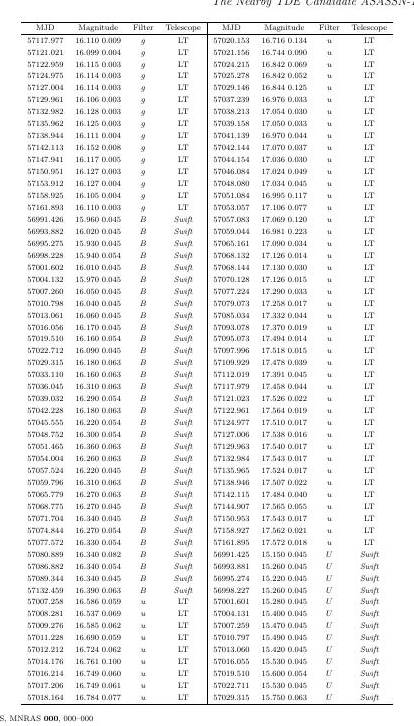 The Nearby TDE Candidate ASASSN-1
MJD Magnitude Filter Telescope MJD Magnitude Filter Telescope
57117.977 16.110 0.009 g LT 57020.153 16.716 0.134 u LT
57121.021 16.099 0.004 g LT 57021.156 16.744 0.090 u LT
57122.959 16.115 0.003 g LT 57024.215 16.842 0.069 u LT
57124.975 16.114 0.003 g LT 57025.278 16.842 0.052 u LT
57127.004 16.114 0.003 g LT 57029.146 16.844 0.125 u LT
57129.961 16.106 0.003 g LT 57037.239 16.976 0.033 u LT
57132.982 16.128 0.003 g LT 57038.213 17.054 0.030 u LT
57135.962 16.125 0.003 g LT 57039.158 17.050 0.033 u LT
57138.944 16.111 0.004 g LT 57041.139 16.970 0.044 u LT
57142.113 16.152 0.008 g LT 57042.144 17.070 0.037 u LT
57147.941 16.117 0.005 g LT 57044.154 17.036 0.030 u LT
57150.951 16.127 0.003 g LT 57046.084 17.024 0.049 u LT
57153.912 16.127 0.004 g LT 57048.080 17.034 0.045 u LT
57158.925 16.105 0.004 g LT 57051.084 16.995 0.117 u LT
57161.893 16.110 0.003 g LT 57053.057 17.106 0.077 u LT
56991.426 15.960 0.045 B Swift 57057.083 17.069 0.120 u LT
56993.882 16.020 0.045 B Swift 57059.044 16.981 0.223 u LT
56995.275 15.930 0.045 B Swift 57065.161 17.090 0.034 u LT
56998.228 15.940 0.054 B Swift 57068.132 17.126 0.014 u LT
57001.602 16.010 0.045 B Swift 57068.144 17.130 0.030 u LT
57004.132 15.970 0.045 B Swift 57070.128 17.126 0.015 u LT
57007.260 16.050 0.045 B Swift 57077.224 17.290 0.033 u LT
57010.798 16.040 0.045 B Swift 57079.073 17.258 0.017 u LT
57013.061 16.060 0.045 B Swift 57085.034 17.332 0.044 u LT
57016.056 16.170 0.045 B Swift 57093.078 17.370 0.019 u LT
57019.510 16.160 0.054 B Swift 57095.073 17.494 0.014 u LT
57022.712 16.090 0.045 B Swift 57097.996 17.518 0.015 u LT
57029.315 16.180 0.063 B Swift 57109.929 17.478 0.039 u LT
57033.110 16.160 0.063 B Swift 57112.019 17.391 0.045 u LT
57036.045 16.310 0.063 B Swift 57117.979 17.458 0.044 u LT
57039.032 16.290 0.054 B Swift 57121.023 17.526 0.022 u LT
57042.228 16.180 0.063 B Swift 57122.961 17.564 0.019 u LT
57045.555 16.220 0.054 B Swift 57124.977 17.510 0.017 u LT
57048.752 16.300 0.054 B Swift 57127.006 17.538 0.016 u LT
57051.465 16.360 0.063 B Swift 57129.963 17.540 0.017 u LT
57054.004 16.260 0.063 B Swift 57132.984 17.543 0.017 u LT
57057.524 16.220 0.045 B Swift 57135.965 17.524 0.017 u LT
57059.796 16.310 0.063 B Swift 57138.946 17.507 0.022 u LT
57065.779 16.270 0.063 B Swift 57142.115 17.484 0.040 u LT
57068.775 16.270 0.045 B Swift 57144.907 17.565 0.055 u LT
57071.704 16.340 0.045 B Swift 57150.953 17.543 0.017 u LT
57074.844 16.270 0.054 B Swift 57158.927 17.562 0.021 u LT
57077.572 16.330 0.054 B Swift 57161.895 17.572 0.018 u LT
57080.889 16.340 0.082 B Swift 56991.425 15.150 0.045 U Swift
57086.882 16.340 0.054 B Swift 56993.881 15.260 0.045 U Swift
57089.344 16.340 0.045 B Swift 56995.274 15.220 0.045 U Swift
57132.459 16.390 0.063 B Swift 56998.227 15.260 0.045 U Swift
57007.258 16.586 0.059 u LT 57001.601 15.280 0.045 U Swift
57008.281 16.537 0.069 u LT 57004.131 15.400 0.045 U Swift
57009.276 16.585 0.062 u LT 57007.259 15.470 0.045 U Swift
57011.228 16.690 0.059 u LT 57010.797 15.490 0.045 U Swift
57012.212 16.724 0.062 u LT 57013.060 15.420 0.045 U Swift
57014.176 16.761 0.100 u LT 57016.055 15.530 0.045 U Swift
57016.214 16.749 0.060 u LT 57019.510 15.600 0.054 U Swift
57017.206 16.749 0.061 u LT 57022.711 15.530 0.045 U Swift
57018.164 16.784 0.077 u LT 57029.315 15.750 0.063 U Swift
S, MNRAS 000, 000–000